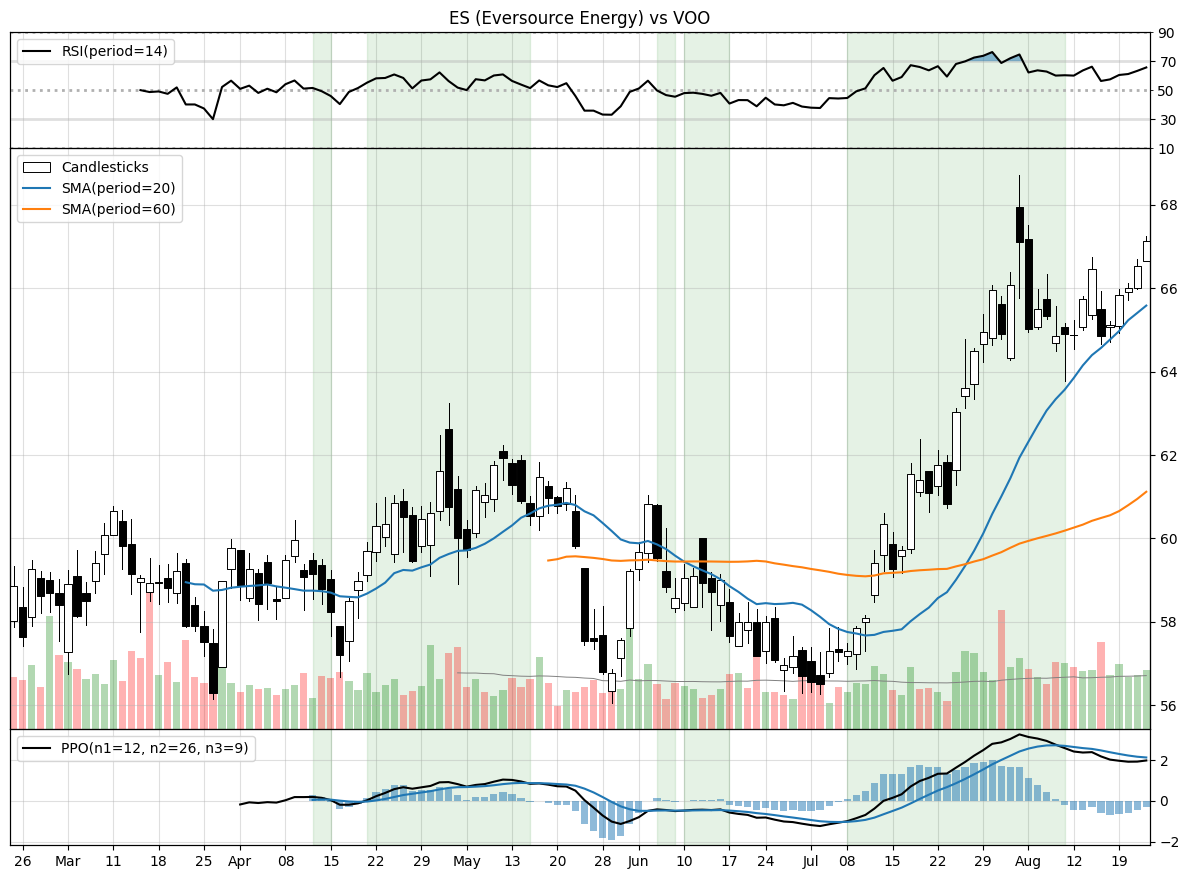 ES (Eversource Energy) vs VOO
RSI(period=14)
90
70
50
30
10
Candlesticks
SMA(period=20)
SMA(period=60)
68
66
64
62
60
58
56
PPO(n1=12, n2=26, n3=9)
2
0
−2
26 Mar 11 18 25 Apr 08 15 22 29 May 13 20 28 Jun 10 17 24 Jul 08 15 22 29 Aug 12 19